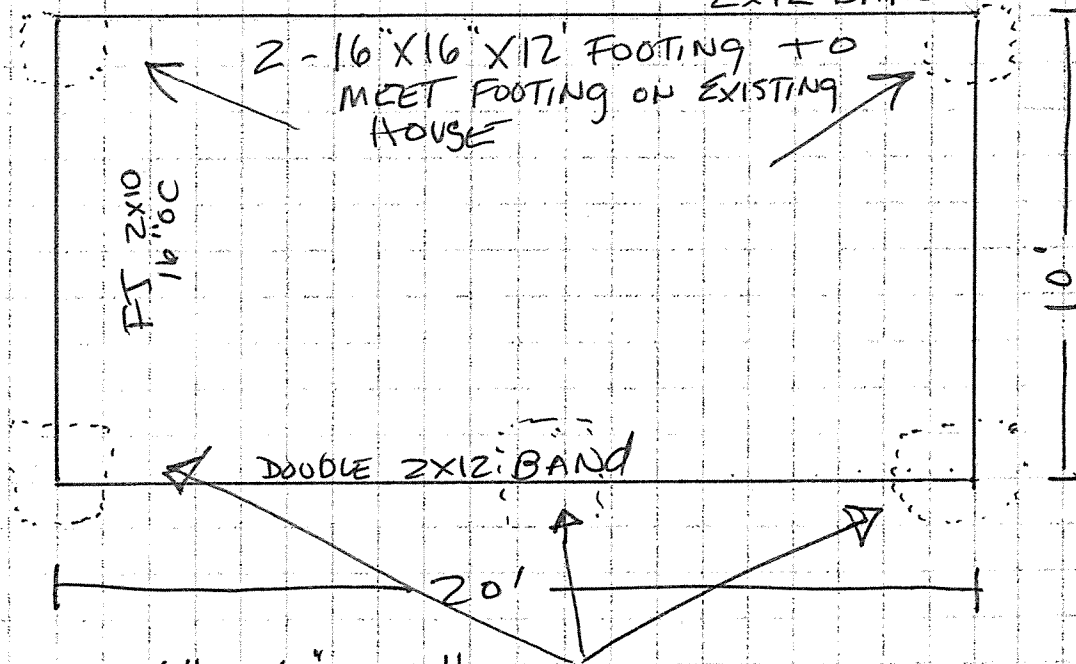 2X12
2-16"X16"X12' FOOTING TO
MEET FOOTING ON EXISTING
HOUSE
FJ 2X10
16"OC
10'
DOUBLE 2X12 BAND
20'